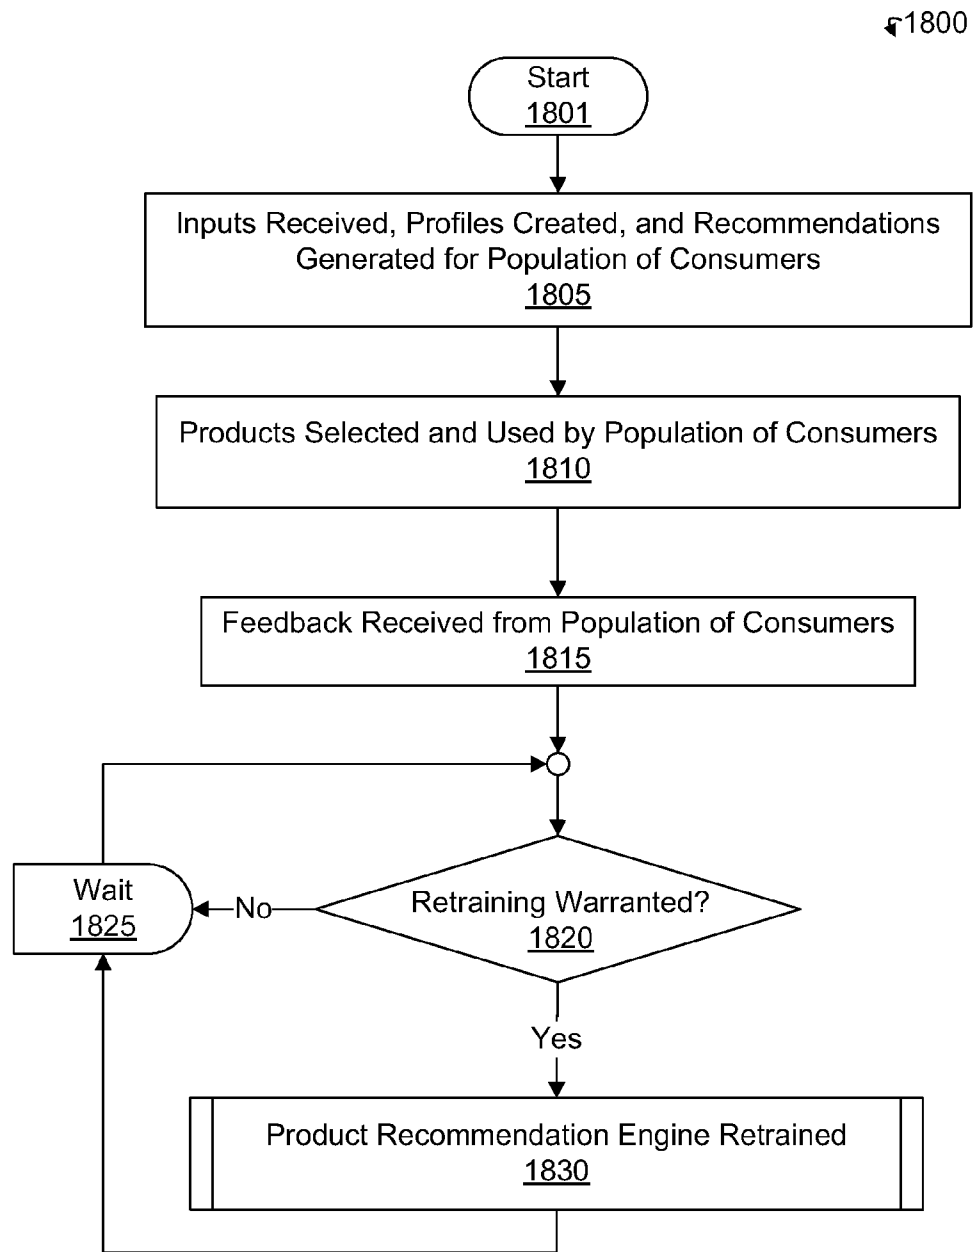 1800
Start
1801
Inputs Received, Profiles Created, and Recommendations
Generated for Population of Consumers
1805
Products Selected and Used by Population of Consumers
1810
Feedback Received from Population of Consumers
1815
Wait
1825
No
Retraining Warranted?
1820
Yes
Product Recommendation Engine Retrained
1830